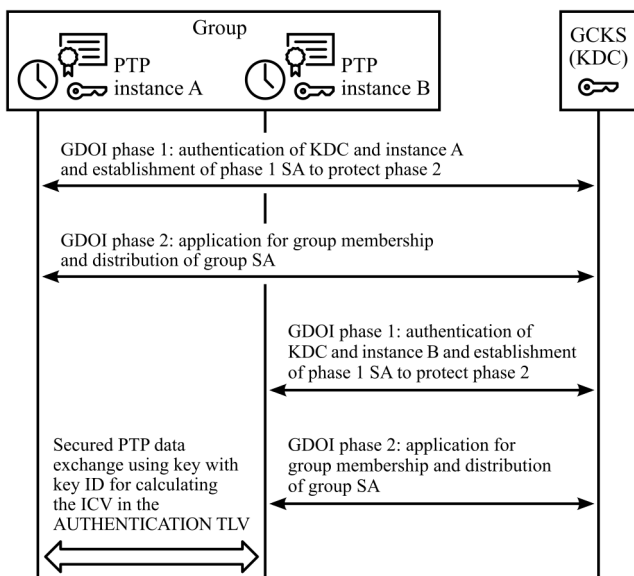 Group
PTP
instance A
PTP
instance B
GCKS
(KDC)
GDOI phase 1: authentication of KDC and instance A
and establishment of phase 1 SA to protect phase 2
GDOI phase 2: application for group membership
and distribution of group SA
GDOI phase 1: authentication of
KDC and instance B and establishment
of phase 1 SA to protect phase 2
Secured PTP data
exchange using key with
key ID for calculating
the ICV in the
AUTHENTICATION TLV
GDOI phase 2: application for
group membership and distribution
of group SA